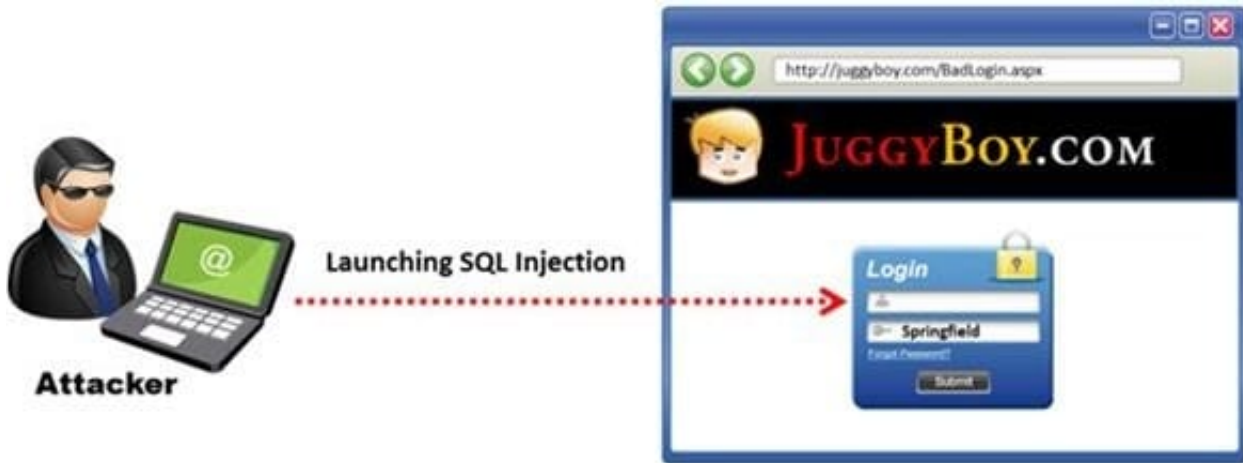 http://juggyboy.com/BadLogin.aspx
JUGGYBOY.COM
@
Launching SQL Injection
Login
Springfield
Forgot Password?
Submit
Attacker